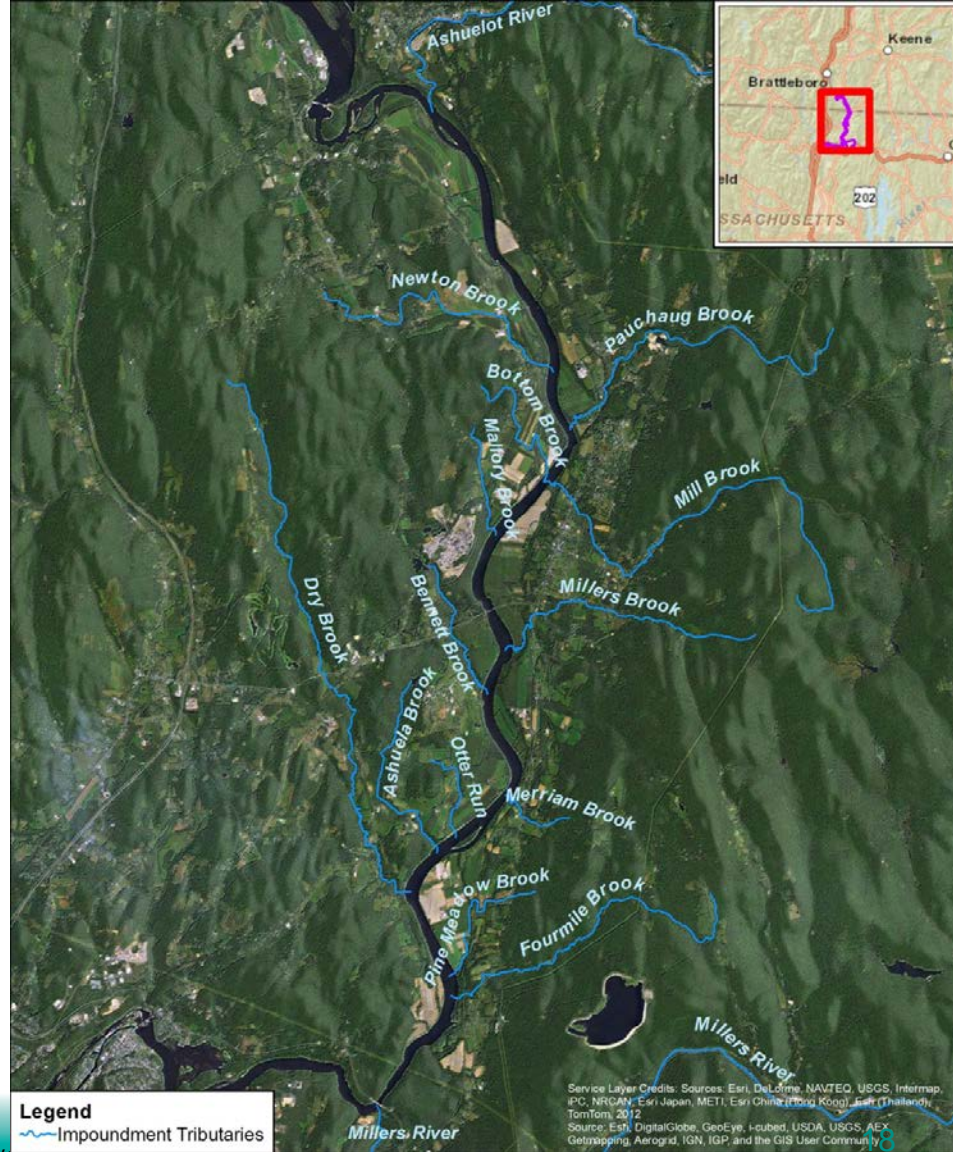 Ashuelot River
Keene
Brattleboro
eld
202
SSACHUSETTS
River
Newton Brook
Pauchaug Brook
Bottom Brook
Mallory Brook
Mill Brook
Millers Brook
Bennett Brook
Dry Brook
Ashuela Brook
Otter Run
Merriam Brook
Pine Meadow Brook
Fourmile Brook
Millers River
Service Layer Credits: Sources: Esri, DeLorme, NAVTEQ, USGS, Intermap,
iPC, NRCAN, Esri Japan, METI, Esri China (Hong Kong), Esri (Thailand),
TomTom, 2012
Source: Esri, DigitalGlobe, GeoEye, i-cubed, USDA, USGS, AEX,
Getmapping, Aerogrid, IGN, IGP, and the GIS User Community
18
Legend
Impoundment Tributaries
Millers River